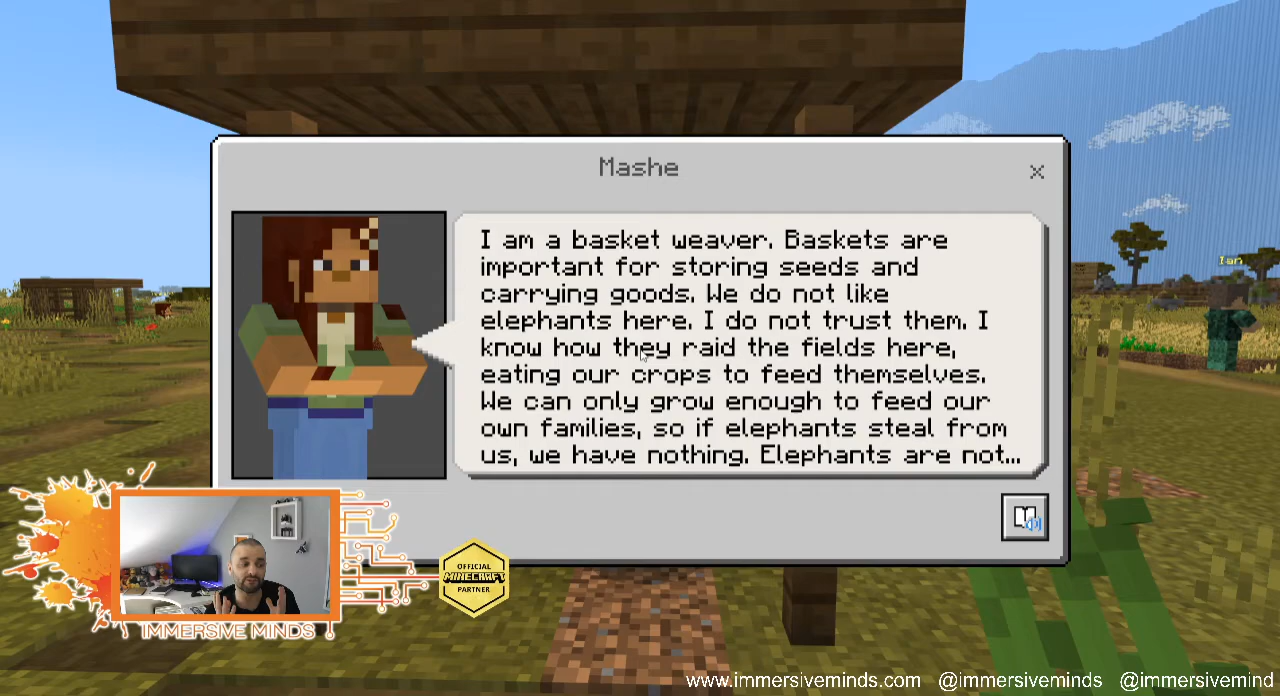 Mashe
I am a basket weaver. Baskets are
important for storing seeds and
carrying goods. We do not like
elephants here. I do not trust them. I
know how they raid the fields here,
eating our crops to feed themselves.
We can only grow enough to feed our
own families, so if elephants steal from
us, we have nothing. Elephants are not...
Ian
OFFICIAL
MINECRAFT
PARTNER
IMMERSIVE MINDS
www.immersiveminds.com @immersiveminds @immersivemind